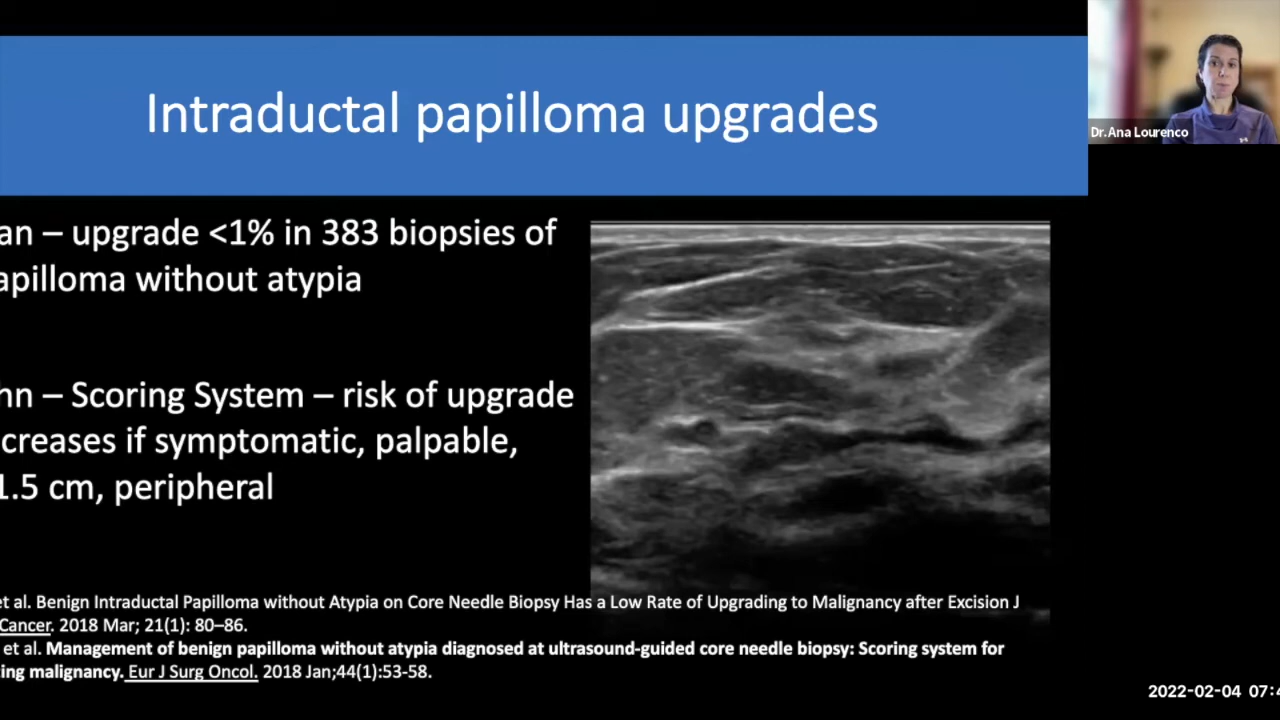 Intraductal papilloma upgrades
Dr. Ana Lourenco
an – upgrade <1% in 383 biopsies of
apilloma without atypia
hn – Scoring System – risk of upgrade
creases if symptomatic, palpable,
1.5 cm, peripheral
et al. Benign Intraductal Papilloma without Atypia on Core Needle Biopsy Has a Low Rate of Upgrading to Malignancy after Excision J
Cancer. 2018 Mar; 21(1): 80–86.
et al. Management of benign papilloma without atypia diagnosed at ultrasound-guided core needle biopsy: Scoring system for
ing malignancy. Eur J Surg Oncol. 2018 Jan;44(1):53-58.
2022-02-04 07:4